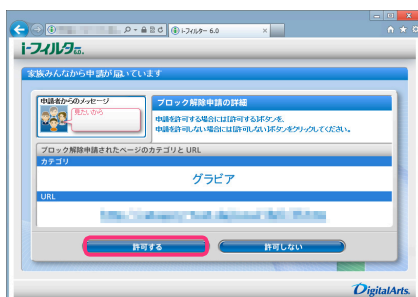 i-フィルター 6.0
i-フィルタ6.0
家族みんなから申請が届いています
申請者からのメッセージ
見たいから
ブロック解除申請の詳細
申請を許可する場合には[許可する]ボタンを、
申請を許可しない場合には[許可しない]ボタンをクリックしてください。
ブロック解除申請されたページのカテゴリと URL
カテゴリ
グラビア
URL
許可する
許可しない
DigitalArts.